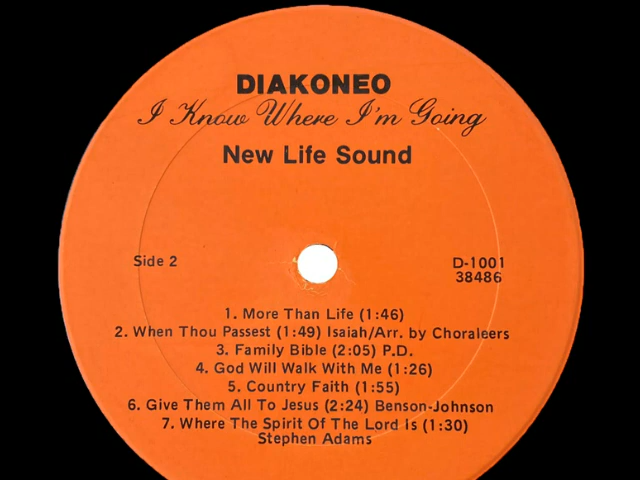 DIAKONEO
I Know Where I'm Going
New Life Sound
Side 2
D-1001
38486
1. More Than Life (1:46)
2. When Thou Passest (1:49) Isaiah/Arr. by Choraleers
3. Family Bible (2:05) P.D.
4. God Will Walk With Me (1:26)
5. Country Faith (1:55)
6. Give Them All To Jesus (2:24) Benson-Johnson
7. Where The Spirit Of The Lord Is (1:30)
Stephen Adams